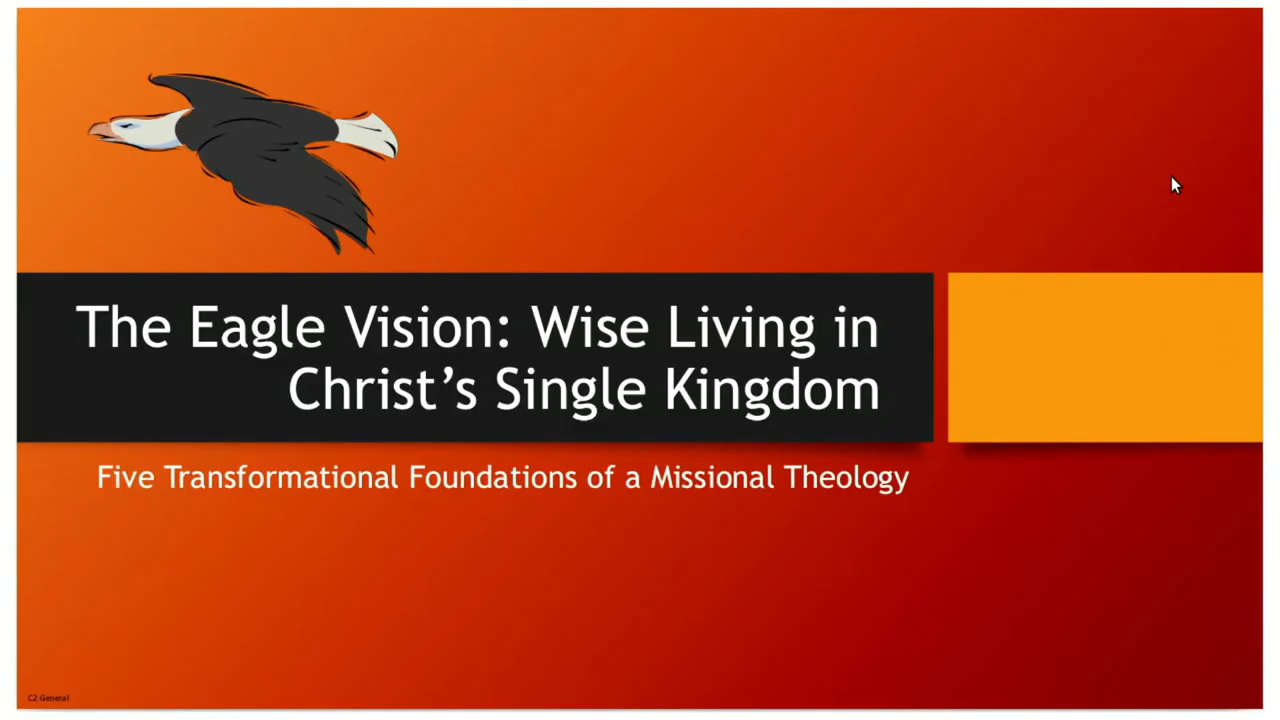 The Eagle Vision: Wise Living in
Christ’s Single Kingdom
Five Transformational Foundations of a Missional Theology
C2 General